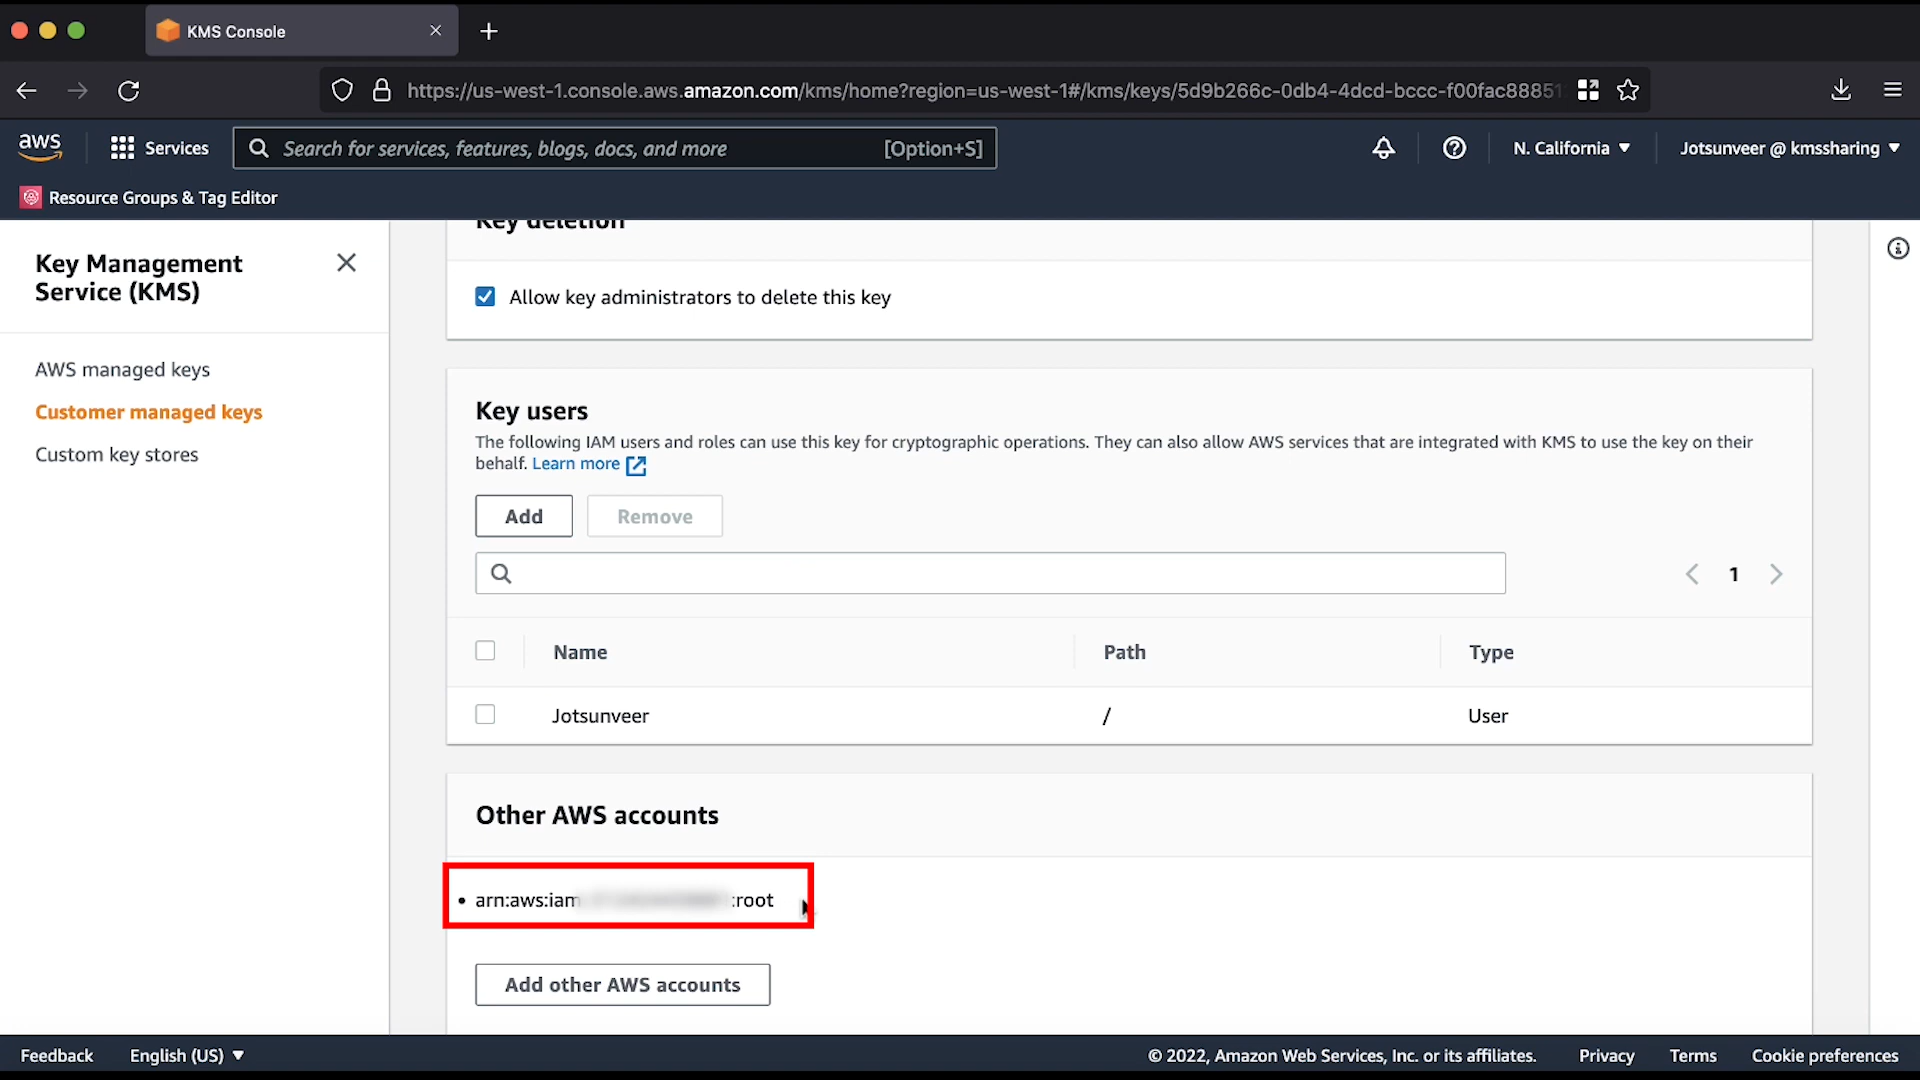 KMS Console
https://us-west-1.console.aws.amazon.com/kms/home?region=us-west-1#/kms/keys/5d9b266c-0db4-4dcd-bccc-f00fac88851
aws
Services
Search for services, features, blogs, docs, and more
[Option+S]
N. California
Jotsunveer @ kmssharing
Resource Groups & Tag Editor
Key Management
Service (KMS)
AWS managed keys
Customer managed keys
Custom key stores
Key deletion
Allow key administrators to delete this key
Key users
The following IAM users and roles can use this key for cryptographic operations. They can also allow AWS services that are integrated with KMS to use the key on their
behalf. Learn more
Add
Remove
1
Name
Path
Type
Jotsunveer
/
User
Other AWS accounts
• arn:aws:iam :root
Add other AWS accounts
Feedback
English (US)
© 2022, Amazon Web Services, Inc. or its affiliates.
Privacy
Terms
Cookie preferences